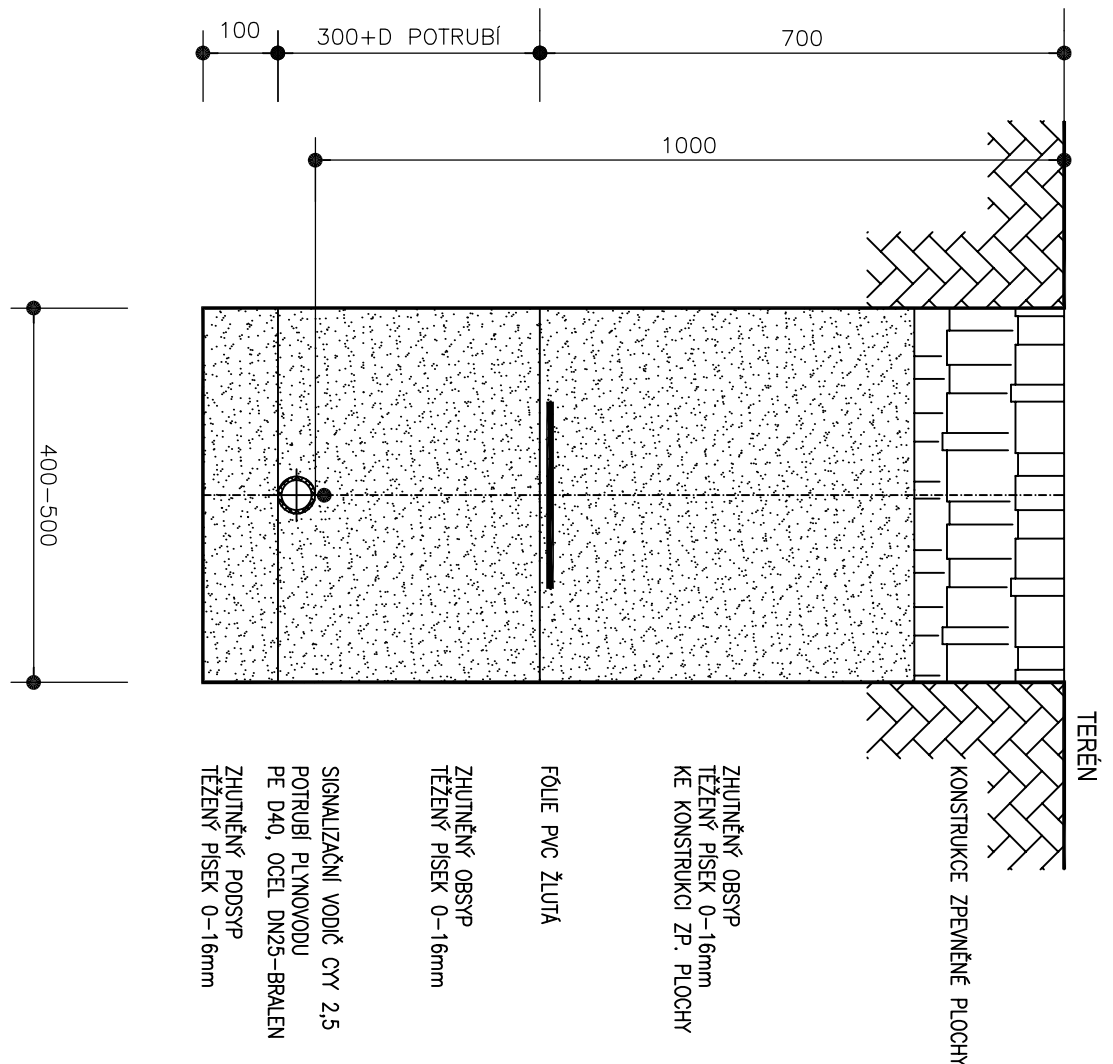 100
300+D POTRUBÍ
700
1000
400-500
TERÉN
KONSTRUKCE ZPEVNĚNÉ PLOCHY
ZHUTNĚNÝ OBSYP
TĚŽENÝ PÍSEK 0-16mm
KE KONSTRUKCI ZP. PLOCHY
FÓLIE PVC ŽLUTÁ
ZHUTNĚNÝ OBSYP
TĚŽENÝ PÍSEK 0-16mm
SIGNALIZAČNÍ VODIČ CYY 2,5
POTRUBÍ PLYNOVODU
PE D40, OCEL DN25-BRALEN
ZHUTNĚNÝ PODSYP
TĚŽENÝ PÍSEK 0-16mm